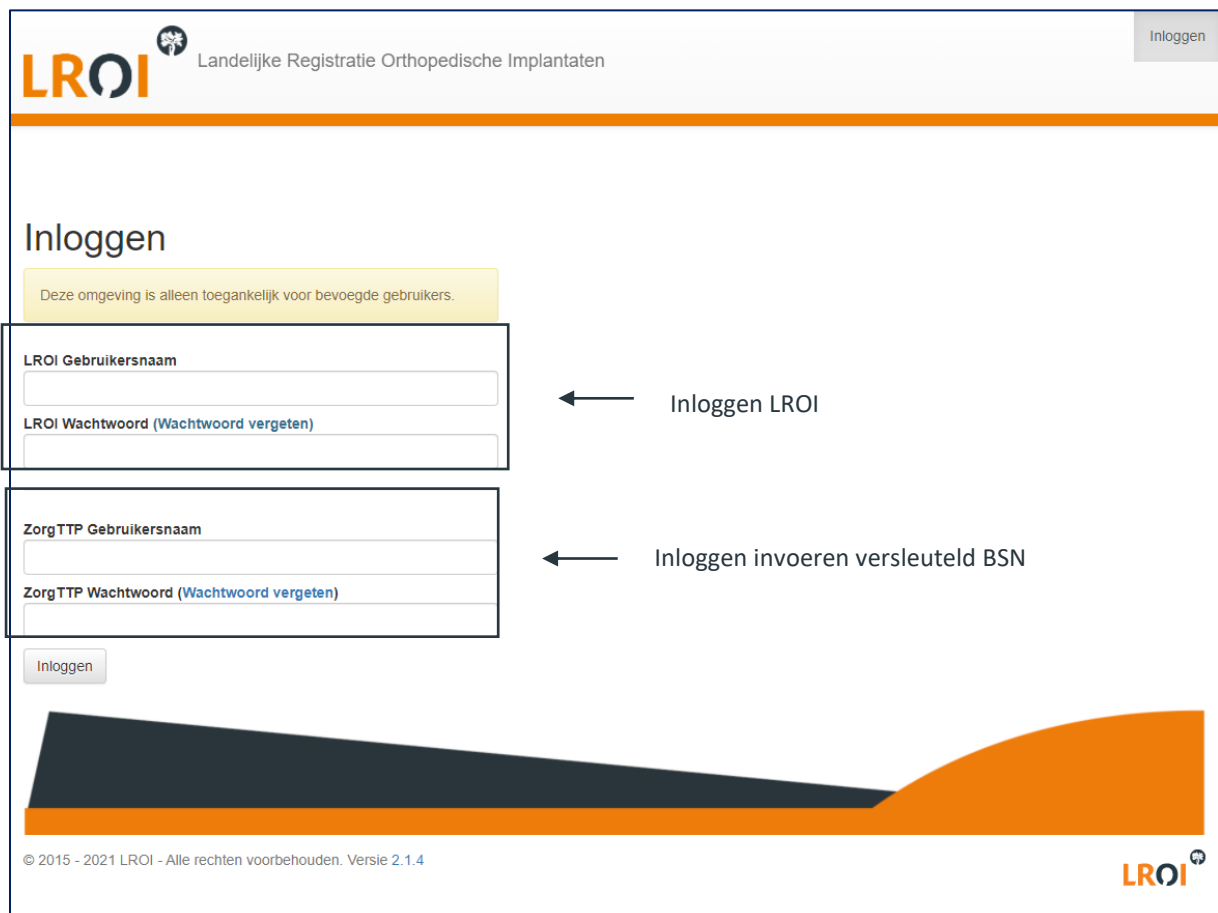 LROI
Landelijke Registratie Orthopedische Implantaten
Inloggen
Inloggen
Deze omgeving is alleen toegankelijk voor bevoegde gebruikers.
LROI Gebruikersnaam
Inloggen LROI
LROI Wachtwoord (Wachtwoord vergeten)
ZorgTTP Gebruikersnaam
Inloggen invoeren versleuteld BSN
ZorgTTP Wachtwoord (Wachtwoord vergeten)
Inloggen
© 2015 - 2021 LROI - Alle rechten voorbehouden. Versie 2.1.4
LROI